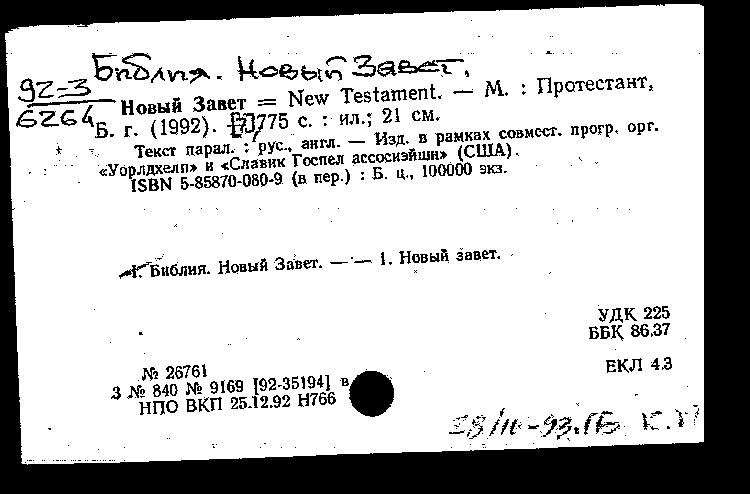 Библия. Новый Завет.
92-3
6264
Новый Завет = New Testament. — М. : Протестант,
Б. г. (1992). [7]775 с. : ил.; 21 см.
Текст парал. : рус., англ. — Изд. в рамках совмест. прогр. орг.
«Уорлдхелп» и «Славик Госпел ассосиэйшн» (США).
ISBN 5-85870-080-9 (в пер.) : Б. ц., 100000 экз.
1. Библия. Новый Завет. — — 1. Новый завет.
УДК 225
ББК 86.37
№ 26761
3 № 840 № 9169 [92-35194] в
НПО ВКП 25.12.92 Н766
ЕКЛ 4.3